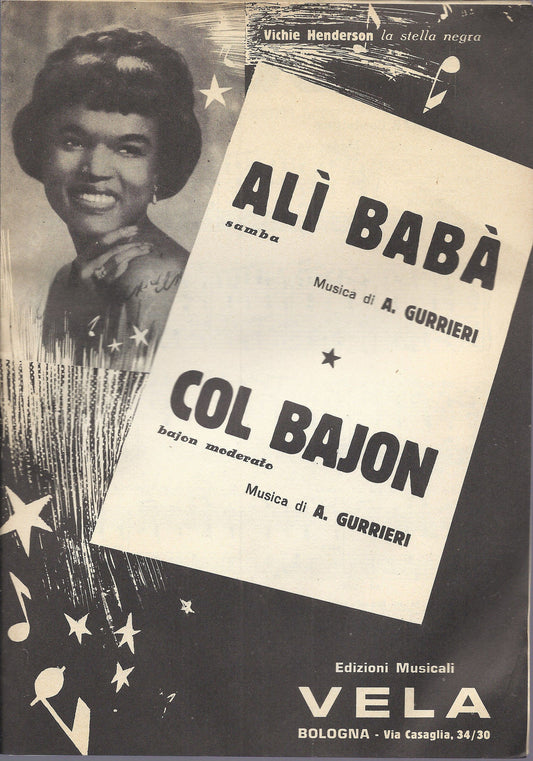 Vichie Henderson la stella negra
ALÌ BABÀ
samba
Musica di A. GURRIERI
COL BAJON
bajon moderato
Musica di A. GURRIERI
Edizioni Musicali
VELA
BOLOGNA - Via Casaglia, 34/30